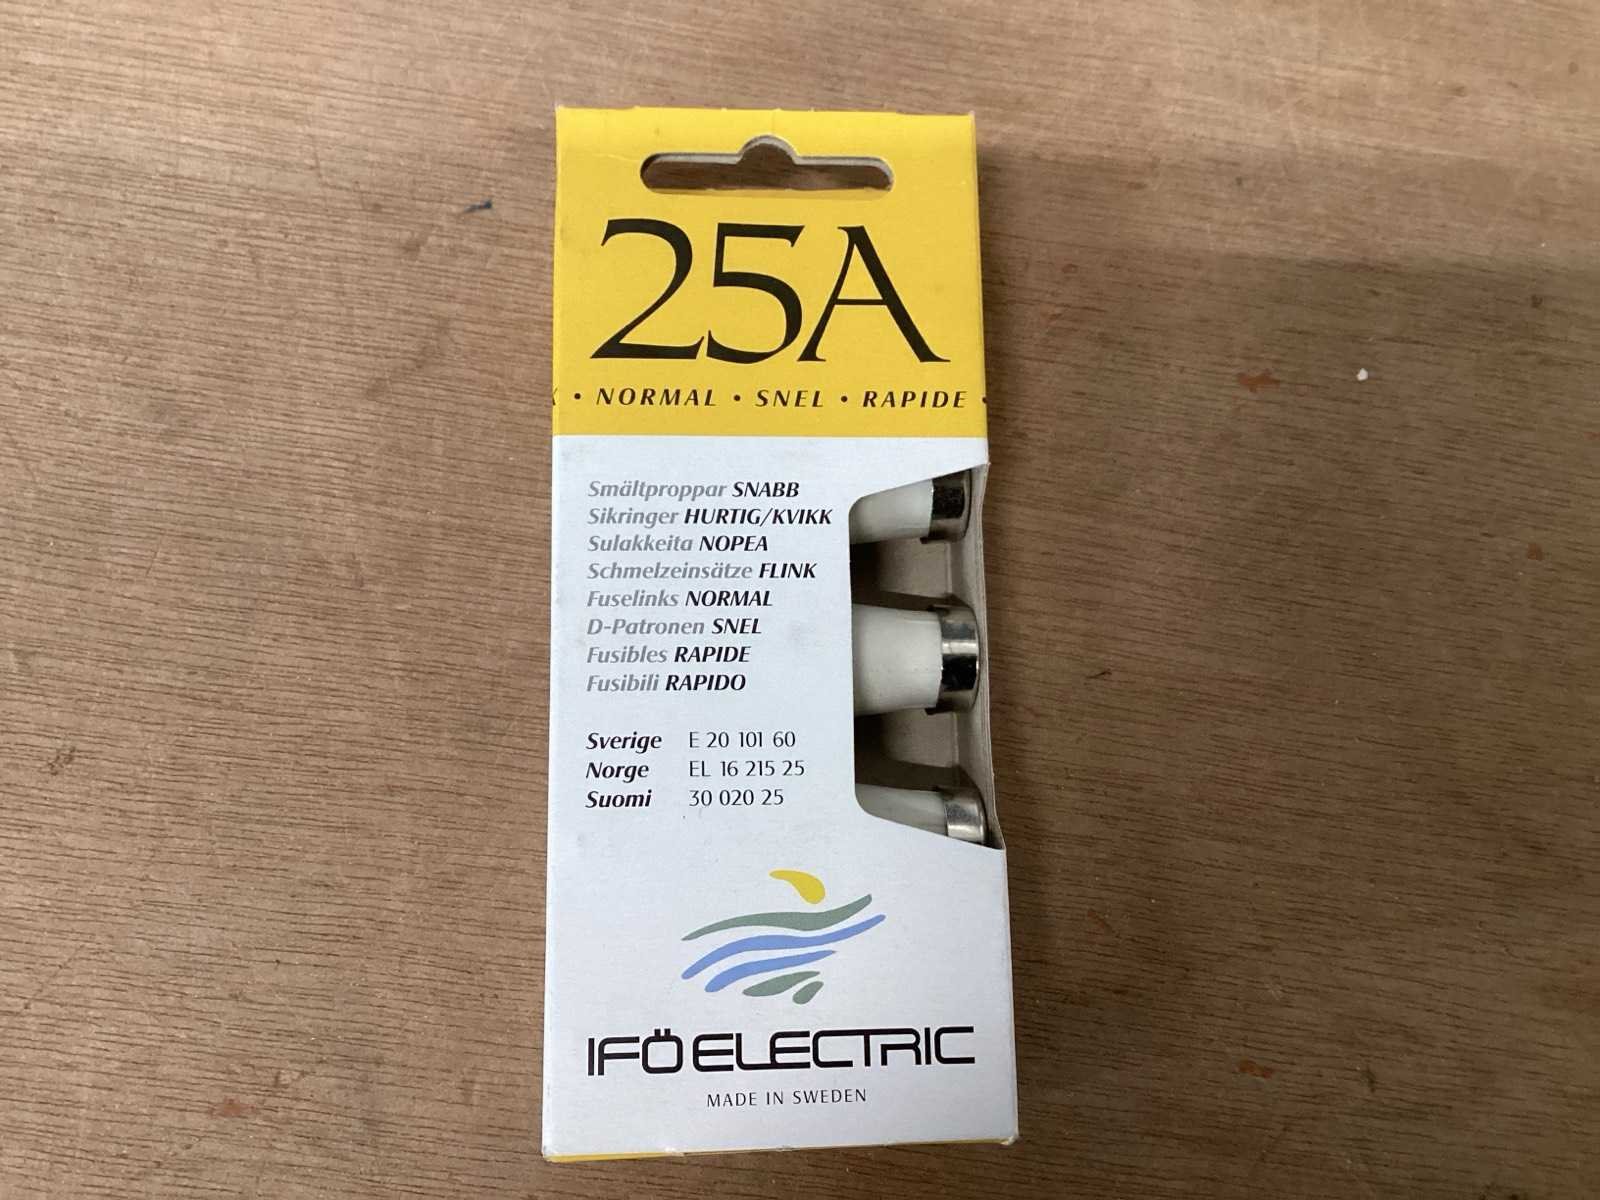 25A
• NORMAL • SNEL • RAPIDE •
Smältproppar SNABB
Sikringer HURTIG/KVIKK
Sulakkeita NOPEA
Schmelzeinsätze FLINK
Fuselinks NORMAL
D-Patronen SNEL
Fusibles RAPIDE
Fusibili RAPIDO
Sverige E 20 101 60
Norge EL 16 215 25
Suomi 30 020 25
IFÖ ELECTRIC
MADE IN SWEDEN